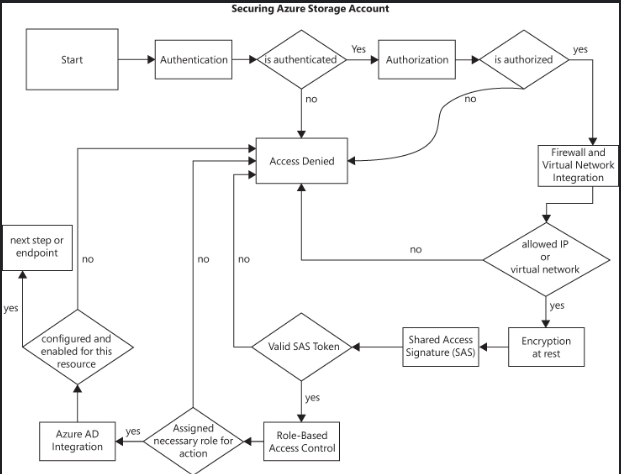 Securing Azure Storage Account
Start
Authentication
is authenticated
Yes
Authorization
is authorized
yes
no
no
Access Denied
Firewall and
Virtual Network
Integration
allowed IP
or
virtual network
no
yes
next step or
endpoint
no
no
no
yes
configured and
enabled for this
resource
Valid SAS Token
Shared Access
Signature (SAS)
Encryption
at rest
yes
Azure AD
Integration
yes
Assigned
necessary role for
action
Role-Based
Access Control